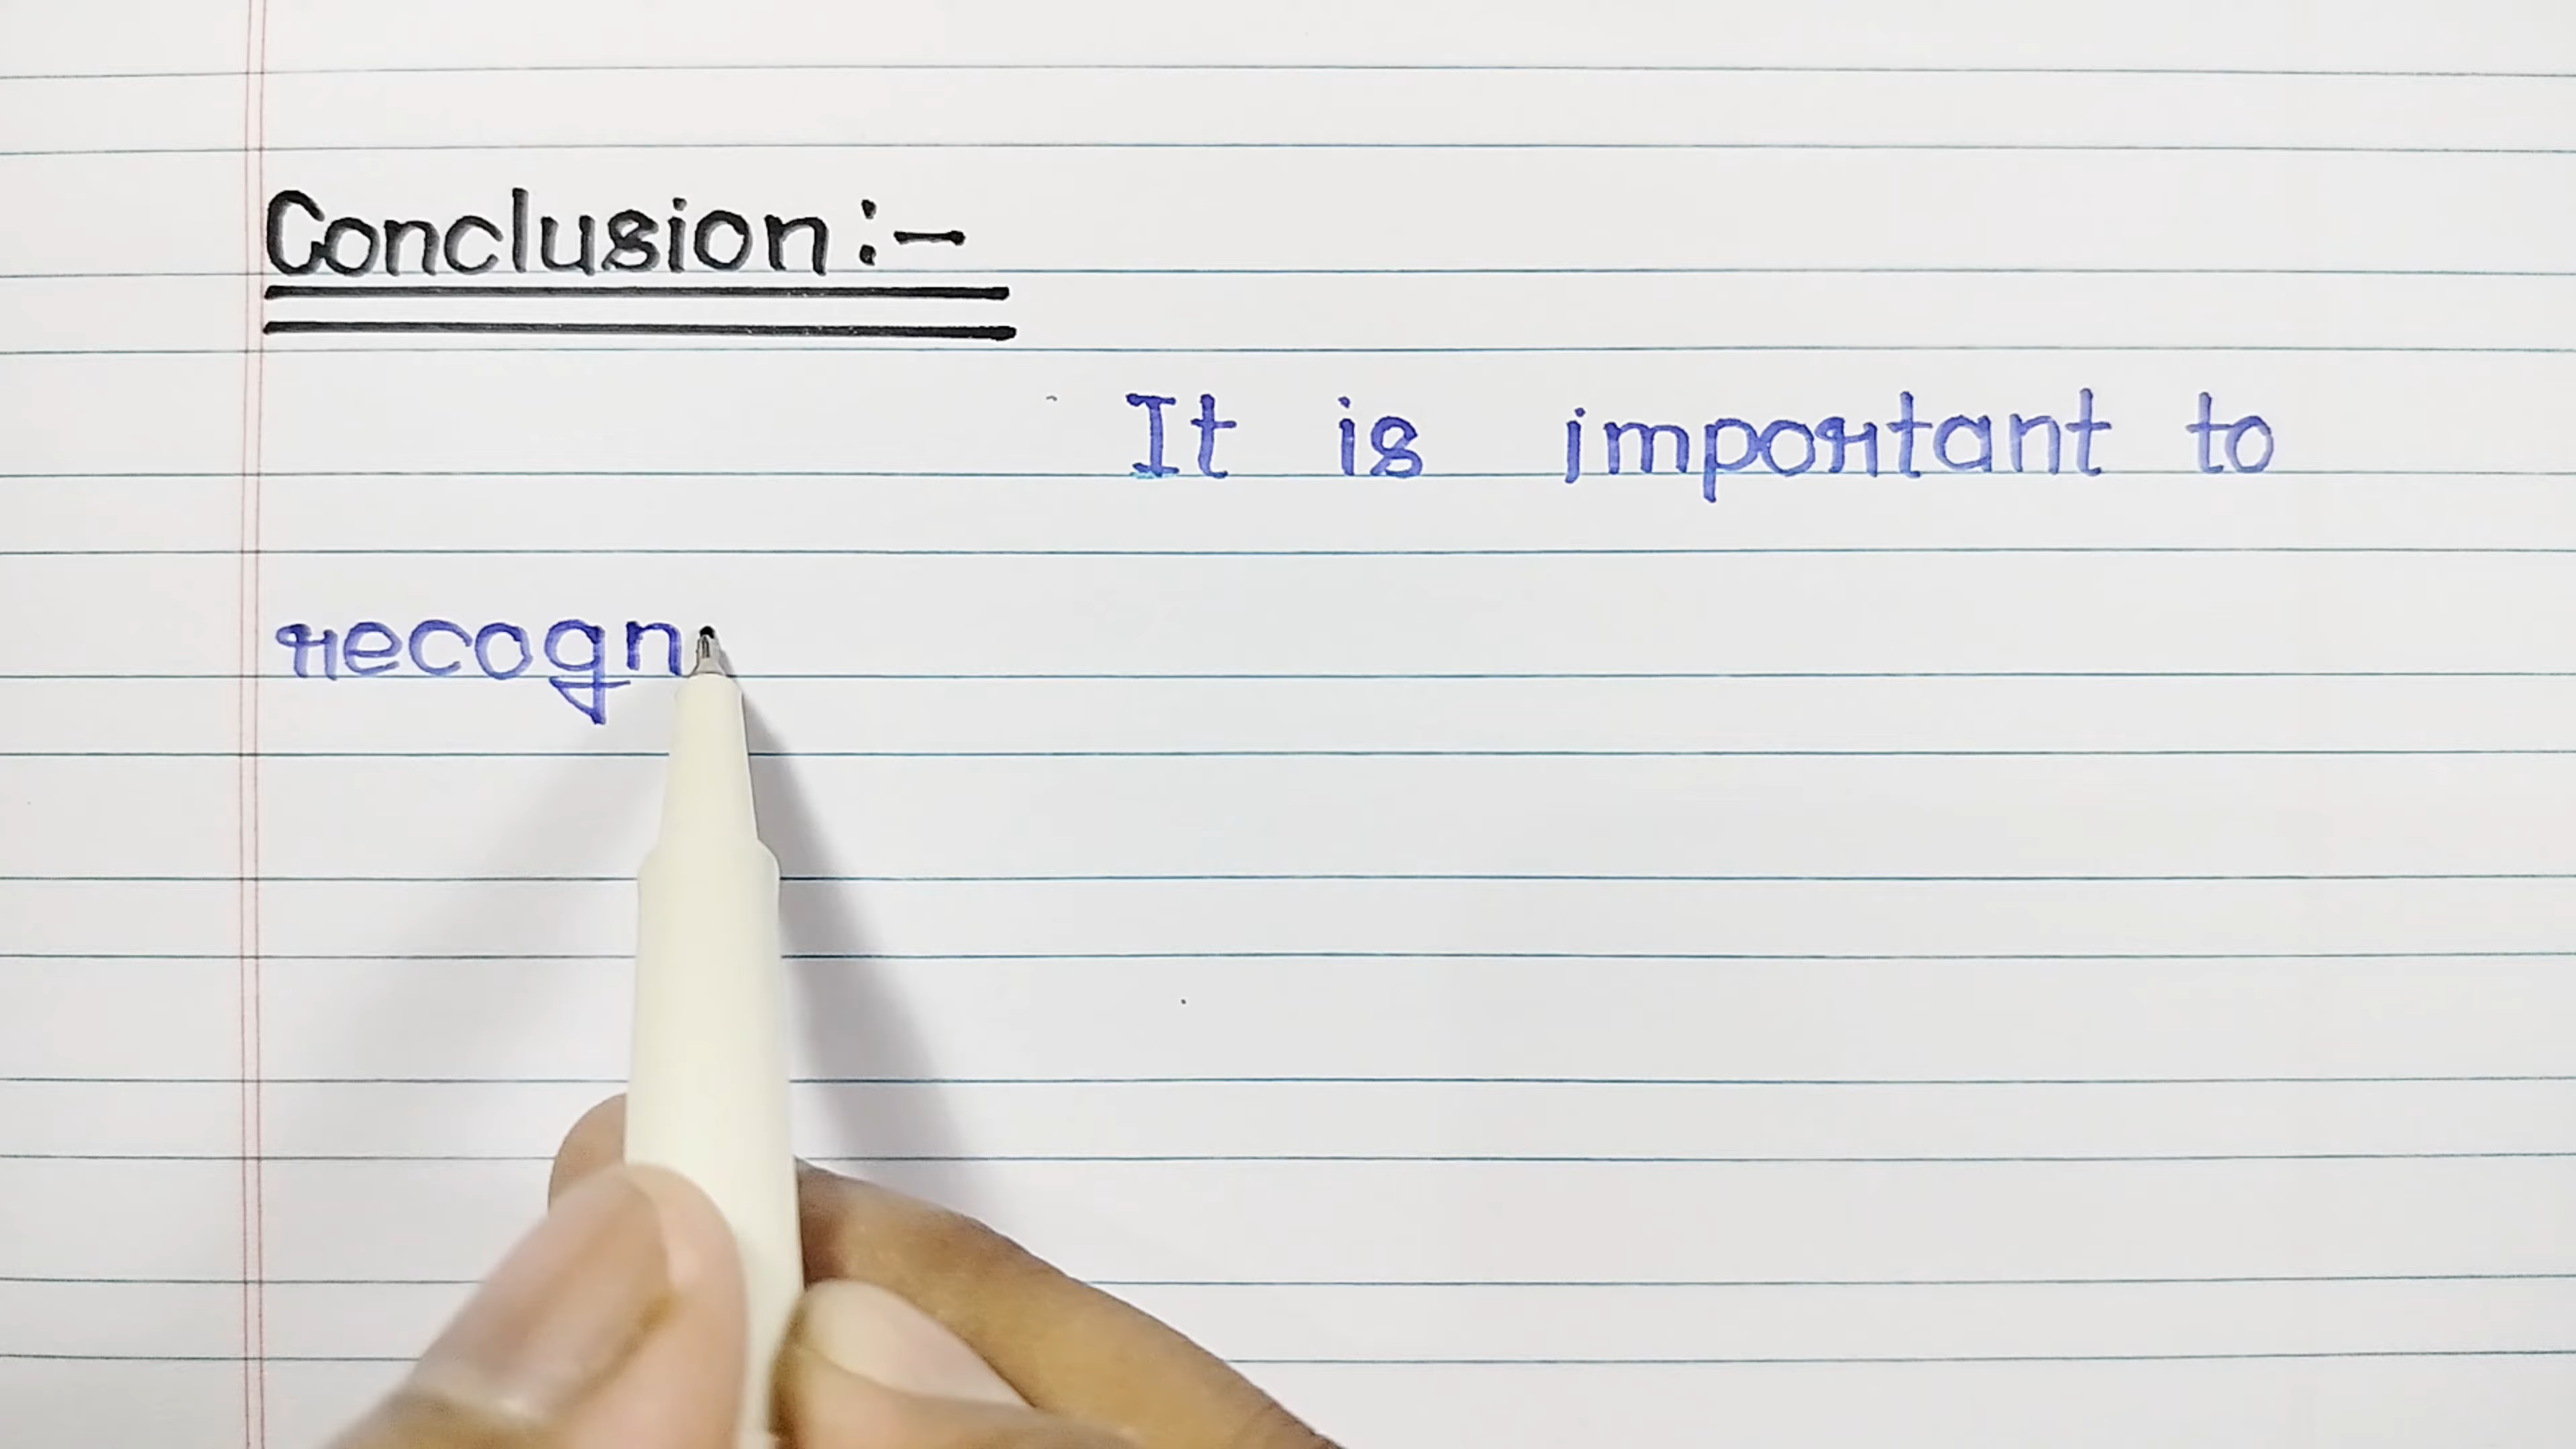 Conclusion :-
It is important to
recogn